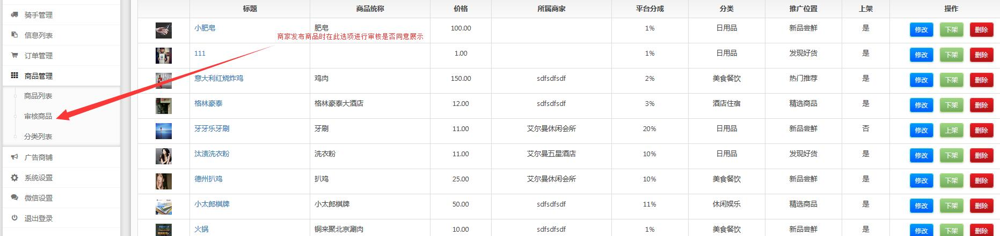 骑手管理
信息列表
订单管理
商品管理
商品列表
审核商品
分类列表
广告商铺
系统设置
微信设置
退出登录
标题 商品统称 价格 所属商家 平台分成 分类 推广位置 上架 操作
小肥皂 肥皂 100.00 1% 日用品 新品尝鲜 是 修改 下架 删除
商家发布商品时在此选项进行审核是否同意展示
111 1.00 1% 日用品 发现好货 是 修改 下架 删除
意大利红烧炸鸡 鸡肉 150.00 sdfsdfsdf 2% 美食餐饮 热门推荐 是 修改 下架 删除
格林豪泰 格林豪泰大酒店 12.00 sdfsdfsdf 3% 酒店住宿 精选商品 是 修改 下架 删除
牙牙乐牙刷 牙刷 11.00 艾尔曼休闲会所 20% 日用品 新品尝鲜 否 修改 上架 删除
汰渍洗衣粉 洗衣粉 11.00 艾尔曼五星酒店 10% 日用品 发现好货 是 修改 下架 删除
德州扒鸡 扒鸡 25.00 艾尔曼休闲会所 10% 美食餐饮 新品尝鲜 是 修改 下架 删除
小太郎棋牌 小太郎棋牌 50.00 sdfsdfsdf 11% 休闲娱乐 精选商品 是 修改 下架 删除
火锅 铜来聚北京涮肉 10.00 sdfsdfsdf 1% 美食餐饮 新品尝鲜 是 修改 下架 删除